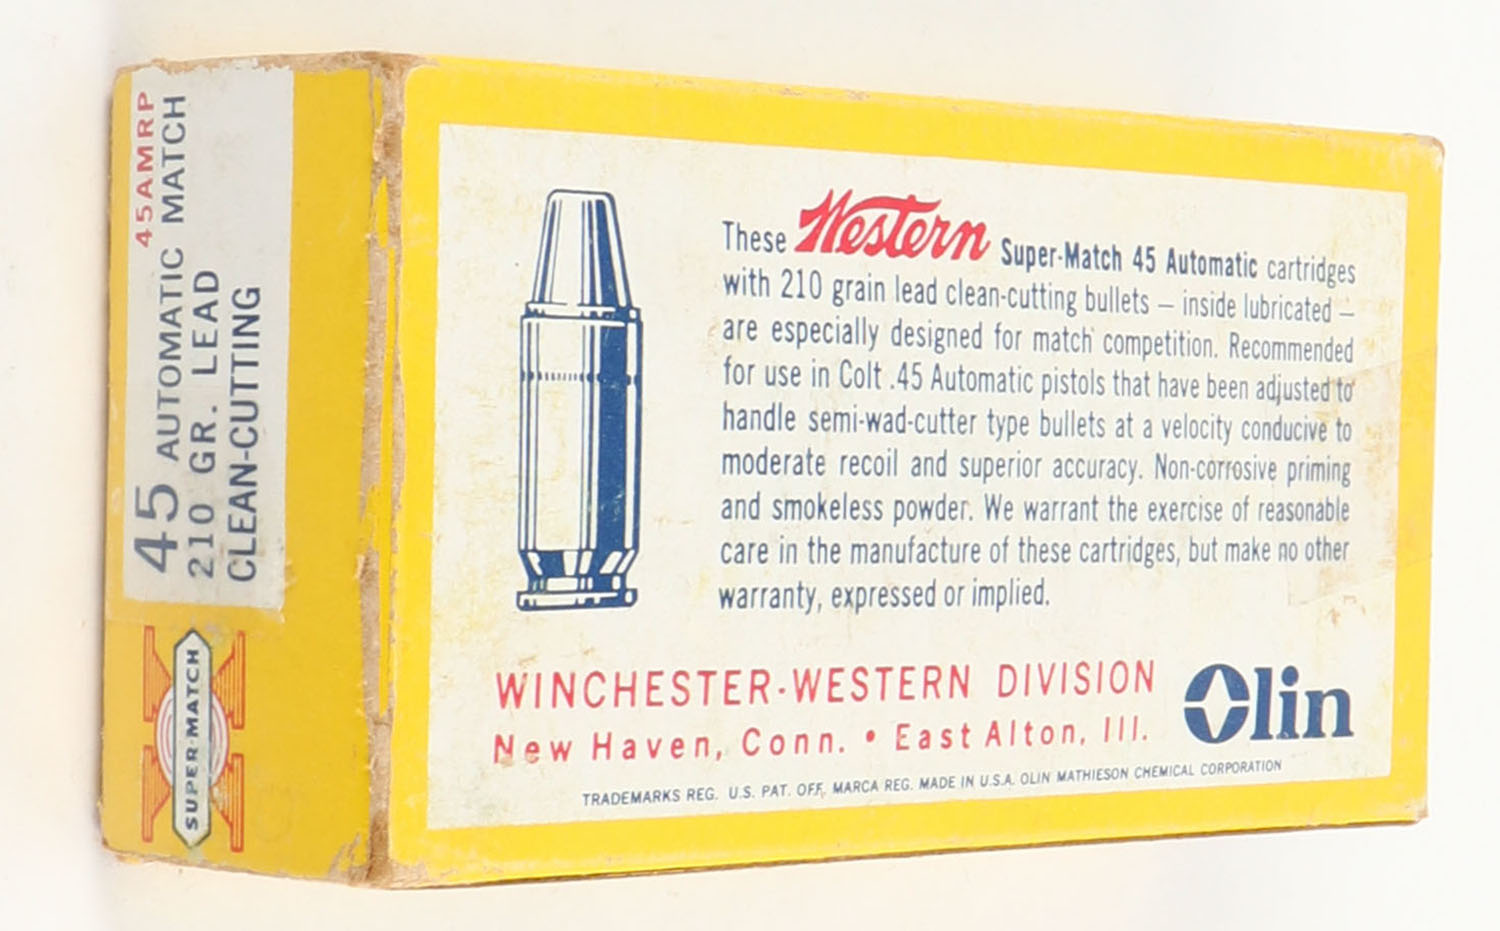 45AMRP
45 AUTOMATIC MATCH
210 GR. LEAD
CLEAN-CUTTING
SUPER-MATCH
These Western Super-Match 45 Automatic cartridges
with 210 grain lead clean-cutting bullets — inside lubricated —
are especially designed for match competition. Recommended
for use in Colt .45 Automatic pistols that have been adjusted to
handle semi-wad-cutter type bullets at a velocity conducive to
moderate recoil and superior accuracy. Non-corrosive priming
and smokeless powder. We warrant the exercise of reasonable
care in the manufacture of these cartridges, but make no other
warranty, expressed or implied.
WINCHESTER-WESTERN DIVISION
New Haven, Conn. • East Alton, Ill.
Olin
TRADEMARKS REG. U.S. PAT. OFF., MARCA REG. MADE IN U.S.A. OLIN MATHIESON CHEMICAL CORPORATION